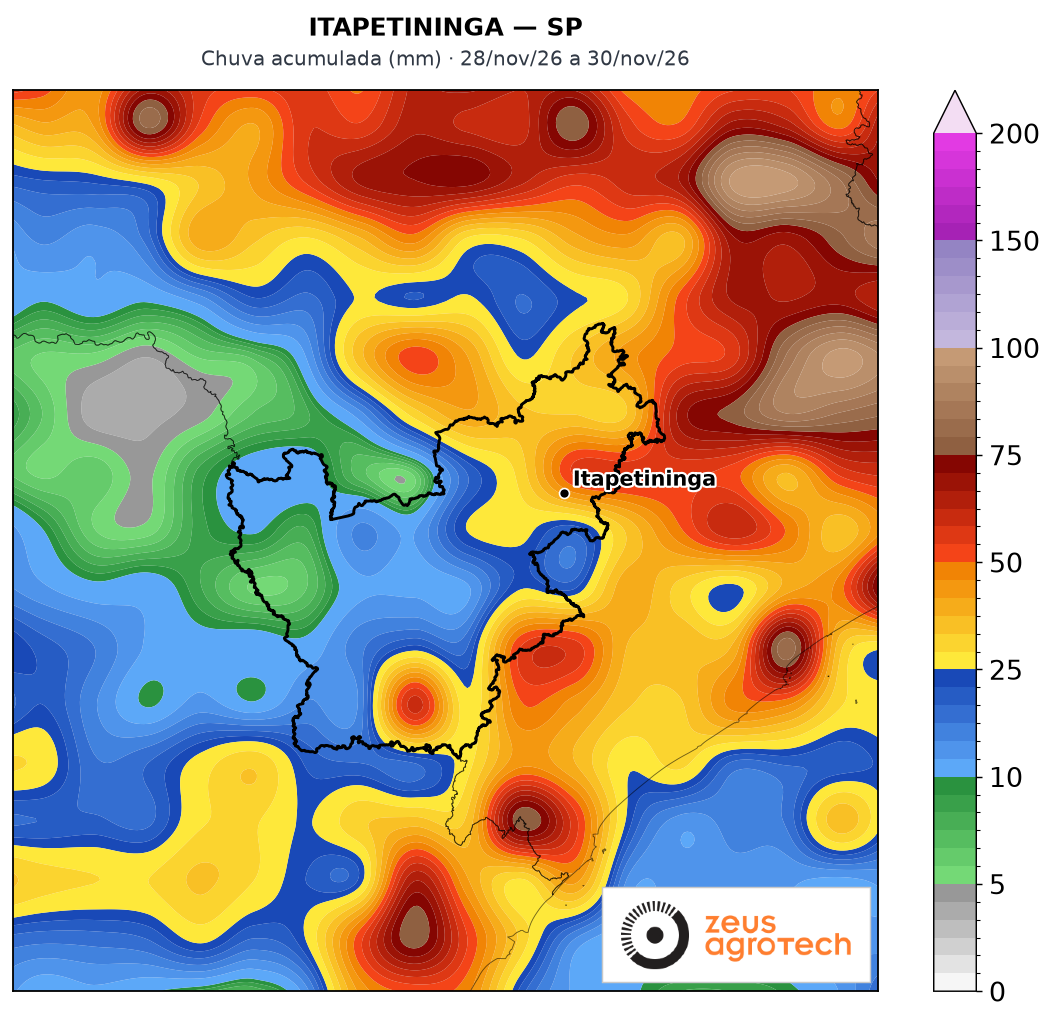 ITAPETININGA — SP
Chuva acumulada (mm) · 28/nov/26 a 30/nov/26
200
150
100
75
50
25
10
5
0
Itapetininga
zeus
agrotech